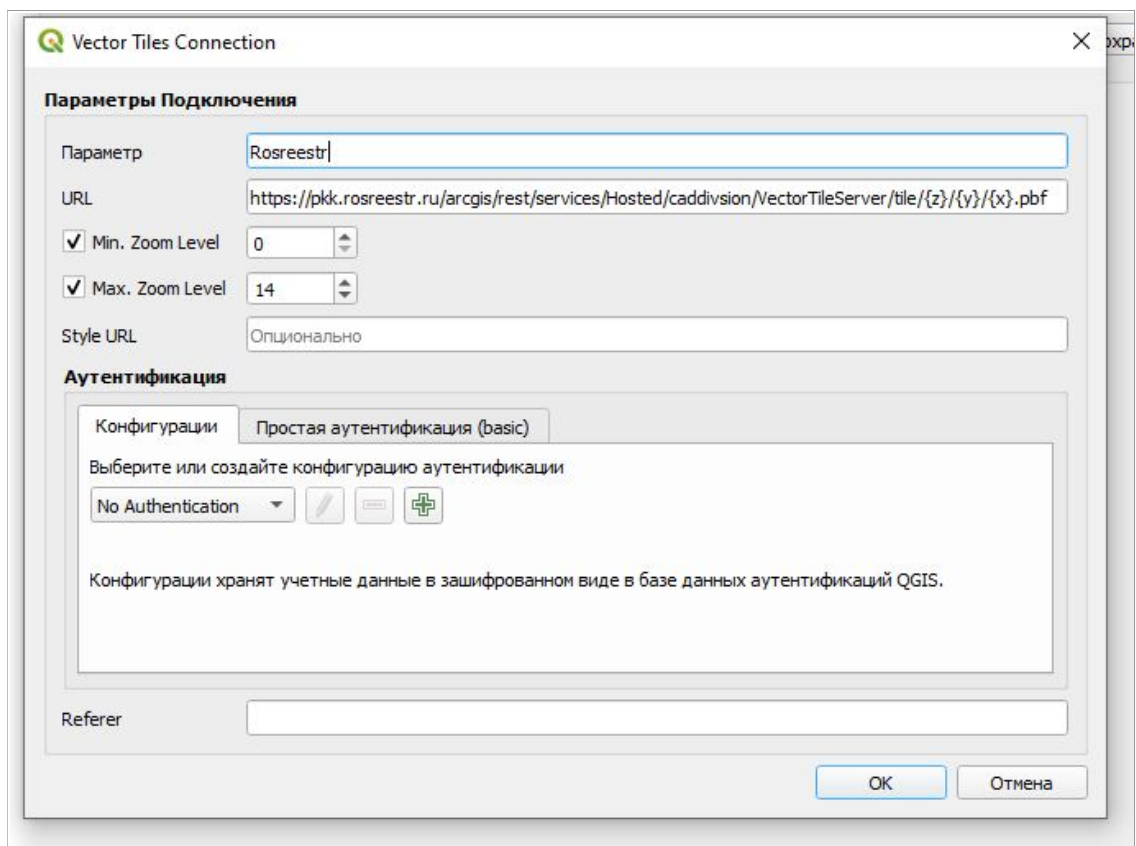 Vector Tiles Connection
охра
Параметры Подключения
Параметр
Rosreestr
URL
https://pkk.rosreestr.ru/arcgis/rest/services/Hosted/caddivsion/VectorTileServer/tile/{z}/{y}/{x}.pbf
Min. Zoom Level
0
Max. Zoom Level
14
Style URL
Опционально
Аутентификация
Конфигурации
Простая аутентификация (basic)
Выберите или создайте конфигурацию аутентификации
No Authentication
Конфигурации хранят учетные данные в зашифрованном виде в базе данных аутентификаций QGIS.
Referer
OK
Отмена